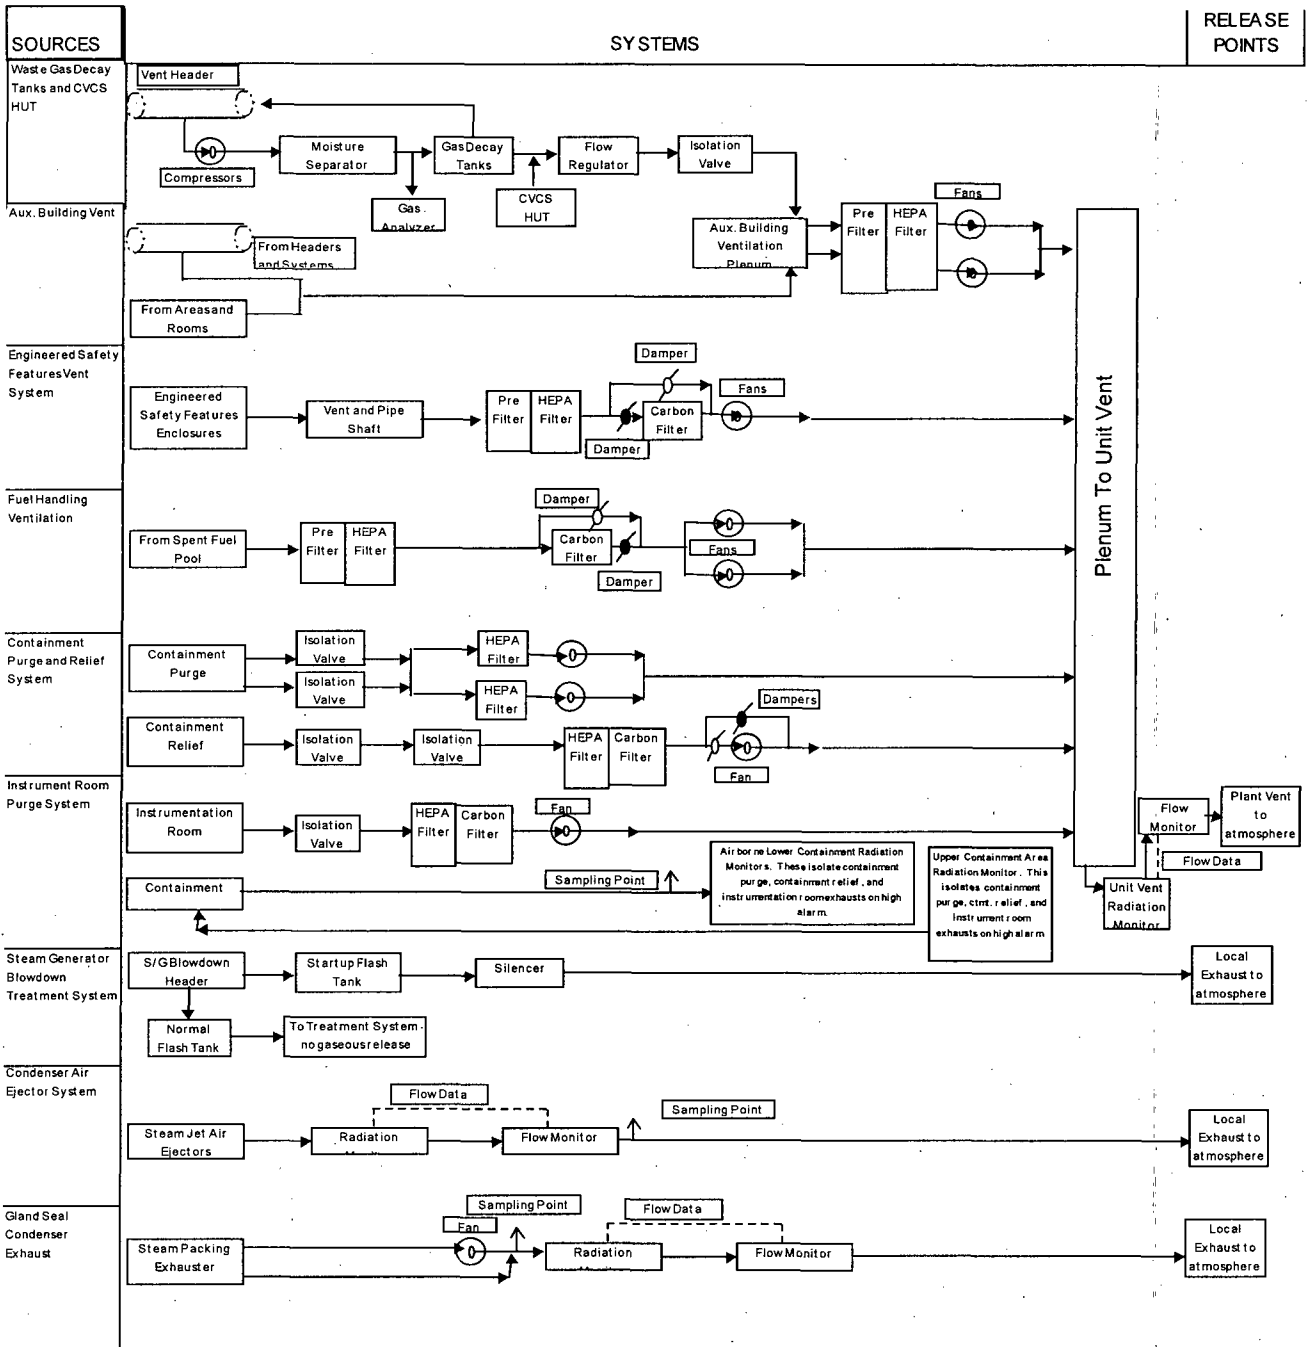 SOURCES
SYSTEMS
RELEASE
POINTS
Waste Gas Decay
Tanks and CVCS
HUT
Vent Header
Compressors
Moisture
Separator
Gas Decay
Tanks
Flow
Regulator
Isolation
Valve
Gas
Analyzer
CVCS
HUT
Aux. Building Vent
From Headers
and Systems
From Areas and
Rooms
Aux. Building
Ventilation
Plenum
Pre
Filter
HEPA
Filter
Fans
Plenum To Unit Vent
Engineered Safety
Features Vent
System
Engineered
Safety Features
Enclosures
Vent and Pipe
Shaft
Pre
Filter
HEPA
Filter
Damper
Carbon
Filter
Damper
Fans
Fuel Handling
Ventilation
From Spent Fuel
Pool
Pre
Filter
HEPA
Filter
Damper
Carbon
Filter
Damper
Fans
Containment
Purge and Relief
System
Containment
Purge
Isolation
Valve
Isolation
Valve
HEPA
Filter
HEPA
Filter
Containment
Relief
Isolation
Valve
Isolation
Valve
HEPA
Filter
Carbon
Filter
Dampers
Fan
Instrument Room
Purge System
Instrumentation
Room
Isolation
Valve
HEPA
Filter
Carbon
Filter
Fan
Flow
Monitor
Plant Vent
to
atmosphere
Flow Data
Unit Vent
Radiation
Monitor
Containment
Sampling Point
Airborne Lower Containment Radiation
Monitors. These isolate containment
purge, containment relief, and
instrumentation room exhausts on high
alarm.
Upper Containment Area
Radiation Monitor. This
isolates containment
purge, ctmt. relief, and
Instrument room
exhausts on high alarm
Steam Generator
Blowdown
Treatment System
S/G Blowdown
Header
Startup Flash
Tank
Silencer
Local
Exhaust to
atmosphere
Normal
Flash Tank
To Treatment System -
no gaseous release
Condenser Air
Ejector System
Flow Data
Sampling Point
Steam Jet Air
Ejectors
Radiation
Flow Monitor
Local
Exhaust to
atmosphere
Gland Seal
Condenser
Exhaust
Sampling Point
Fan
Flow Data
Steam Packing
Exhauster
Radiation
Flow Monitor
Local
Exhaust to
atmosphere